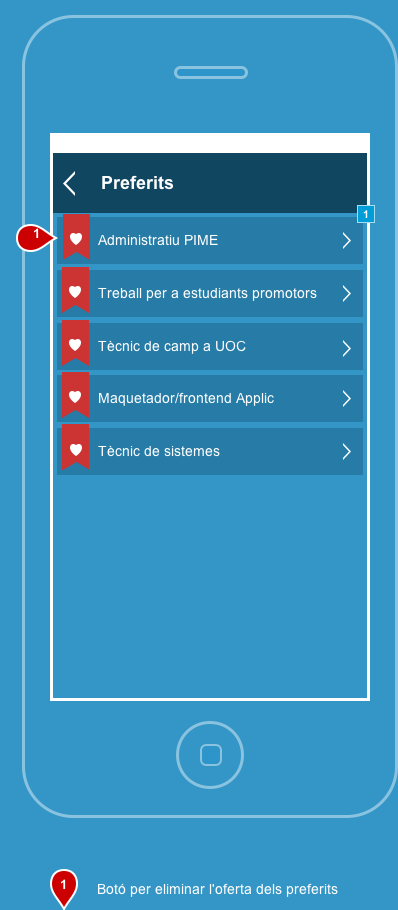 Preferits
1
1
Administratiu PIME
Treball per a estudiants promotors
Tècnic de camp a UOC
Maquetador/frontend Applic
Tècnic de sistemes
1
Botó per eliminar l'oferta dels preferits